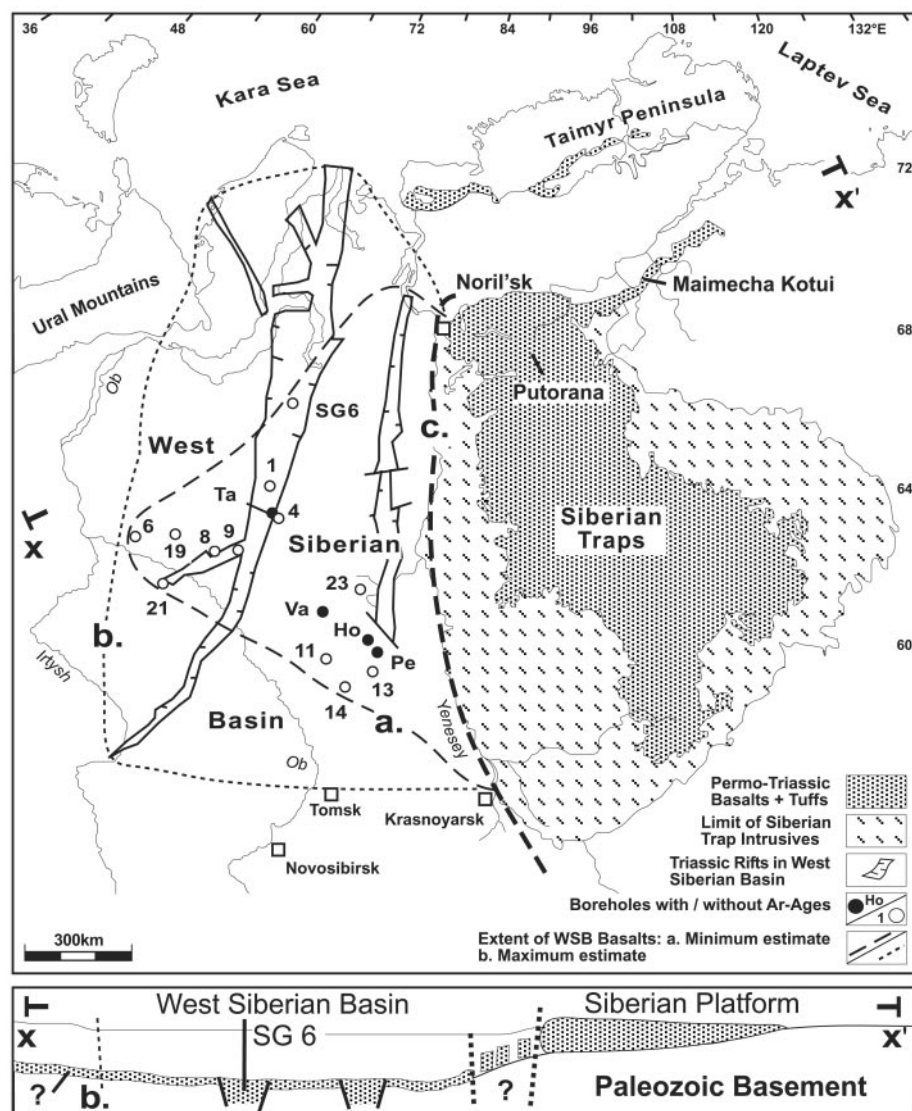 36 48 60 72 84 96 108 120 132°E
Laptev Sea
Kara Sea
Taimyr Peninsula
72
X'
Noril'sk
Maimecha Kotui
Ural Mountains
68
Putorana
Ob
SG6
c.
West
1
64
Ta
4
Siberian
Traps
X
6
19
8
9
Siberian
23
21
Va
b.
Ho
60
11
Pe
Irtysh
13
14
a.
Basin
Yenesey
Ob
Tomsk
Krasnoyarsk
Novosibirsk
Permo-Triassic
Basalts + Tuffs
Limit of Siberian
Trap Intrusives
Triassic Rifts in West
Siberian Basin
Boreholes with / without Ar-Ages
Ho
1
300km
Extent of WSB Basalts: a. Minimum estimate
b. Maximum estimate
West Siberian Basin
Siberian Platform
X
SG 6
X'
? b.
?
Paleozoic Basement